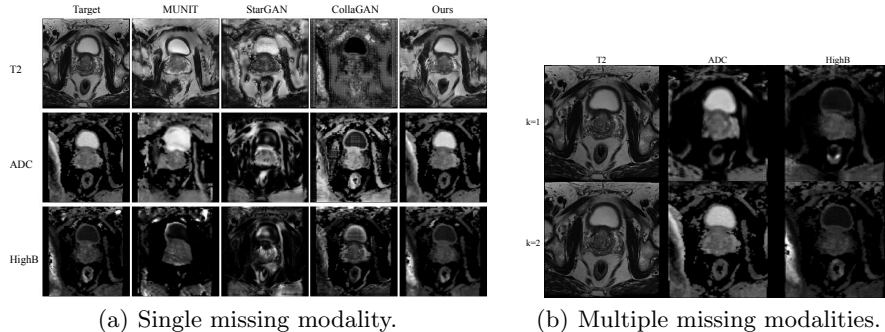 Target MUNIT StarGAN CollaGAN Ours
T2
ADC
HighB
(a) Single missing modality.
T2 ADC HighB
k=1
k=2
(b) Multiple missing modalities.